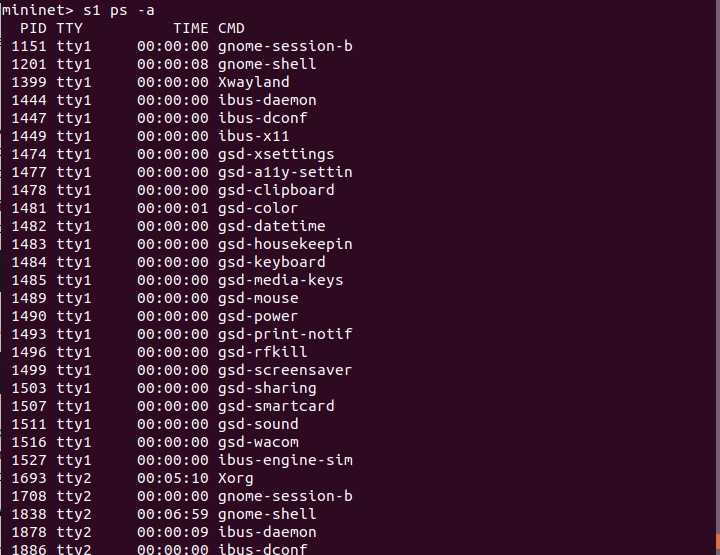 mininet> s1 ps -a
PID TTY TIME CMD
1151 tty1 00:00:00 gnome-session-b
1201 tty1 00:00:08 gnome-shell
1399 tty1 00:00:00 Xwayland
1444 tty1 00:00:00 ibus-daemon
1447 tty1 00:00:00 ibus-dconf
1449 tty1 00:00:00 ibus-x11
1474 tty1 00:00:00 gsd-xsettings
1477 tty1 00:00:00 gsd-a11y-settin
1478 tty1 00:00:00 gsd-clipboard
1481 tty1 00:00:01 gsd-color
1482 tty1 00:00:00 gsd-datetime
1483 tty1 00:00:00 gsd-housekeepin
1484 tty1 00:00:00 gsd-keyboard
1485 tty1 00:00:00 gsd-media-keys
1489 tty1 00:00:00 gsd-mouse
1490 tty1 00:00:00 gsd-power
1493 tty1 00:00:00 gsd-print-notif
1496 tty1 00:00:00 gsd-rfkill
1499 tty1 00:00:00 gsd-screensaver
1503 tty1 00:00:00 gsd-sharing
1507 tty1 00:00:00 gsd-smartcard
1511 tty1 00:00:00 gsd-sound
1516 tty1 00:00:00 gsd-wacom
1527 tty1 00:00:00 ibus-engine-sim
1693 tty2 00:05:10 Xorg
1708 tty2 00:00:00 gnome-session-b
1838 tty2 00:06:59 gnome-shell
1878 tty2 00:00:09 ibus-daemon
1886 tty2 00:00:00 ibus-dconf